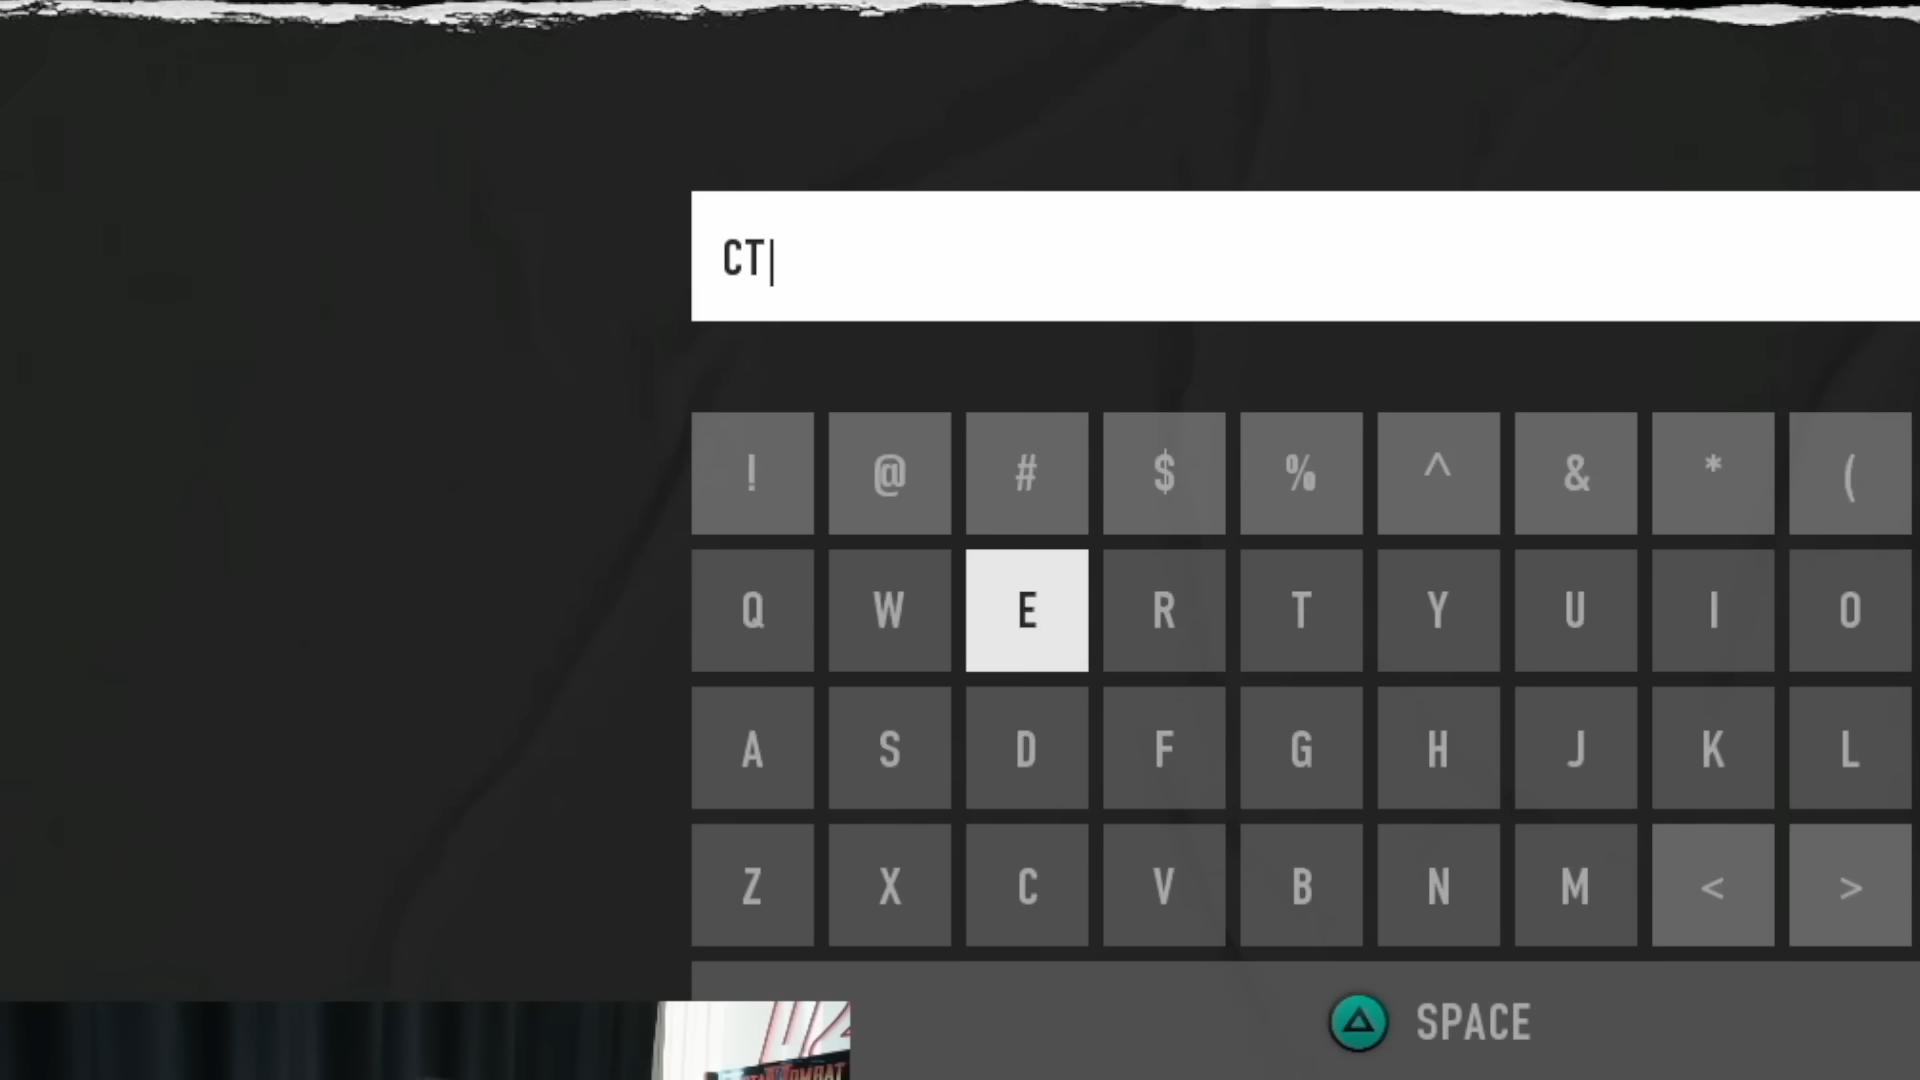 CT
! @ # $ % ^ & * (
Q W E R T Y U I O
A S D F G H J K L
Z X C V B N M < >
SPACE